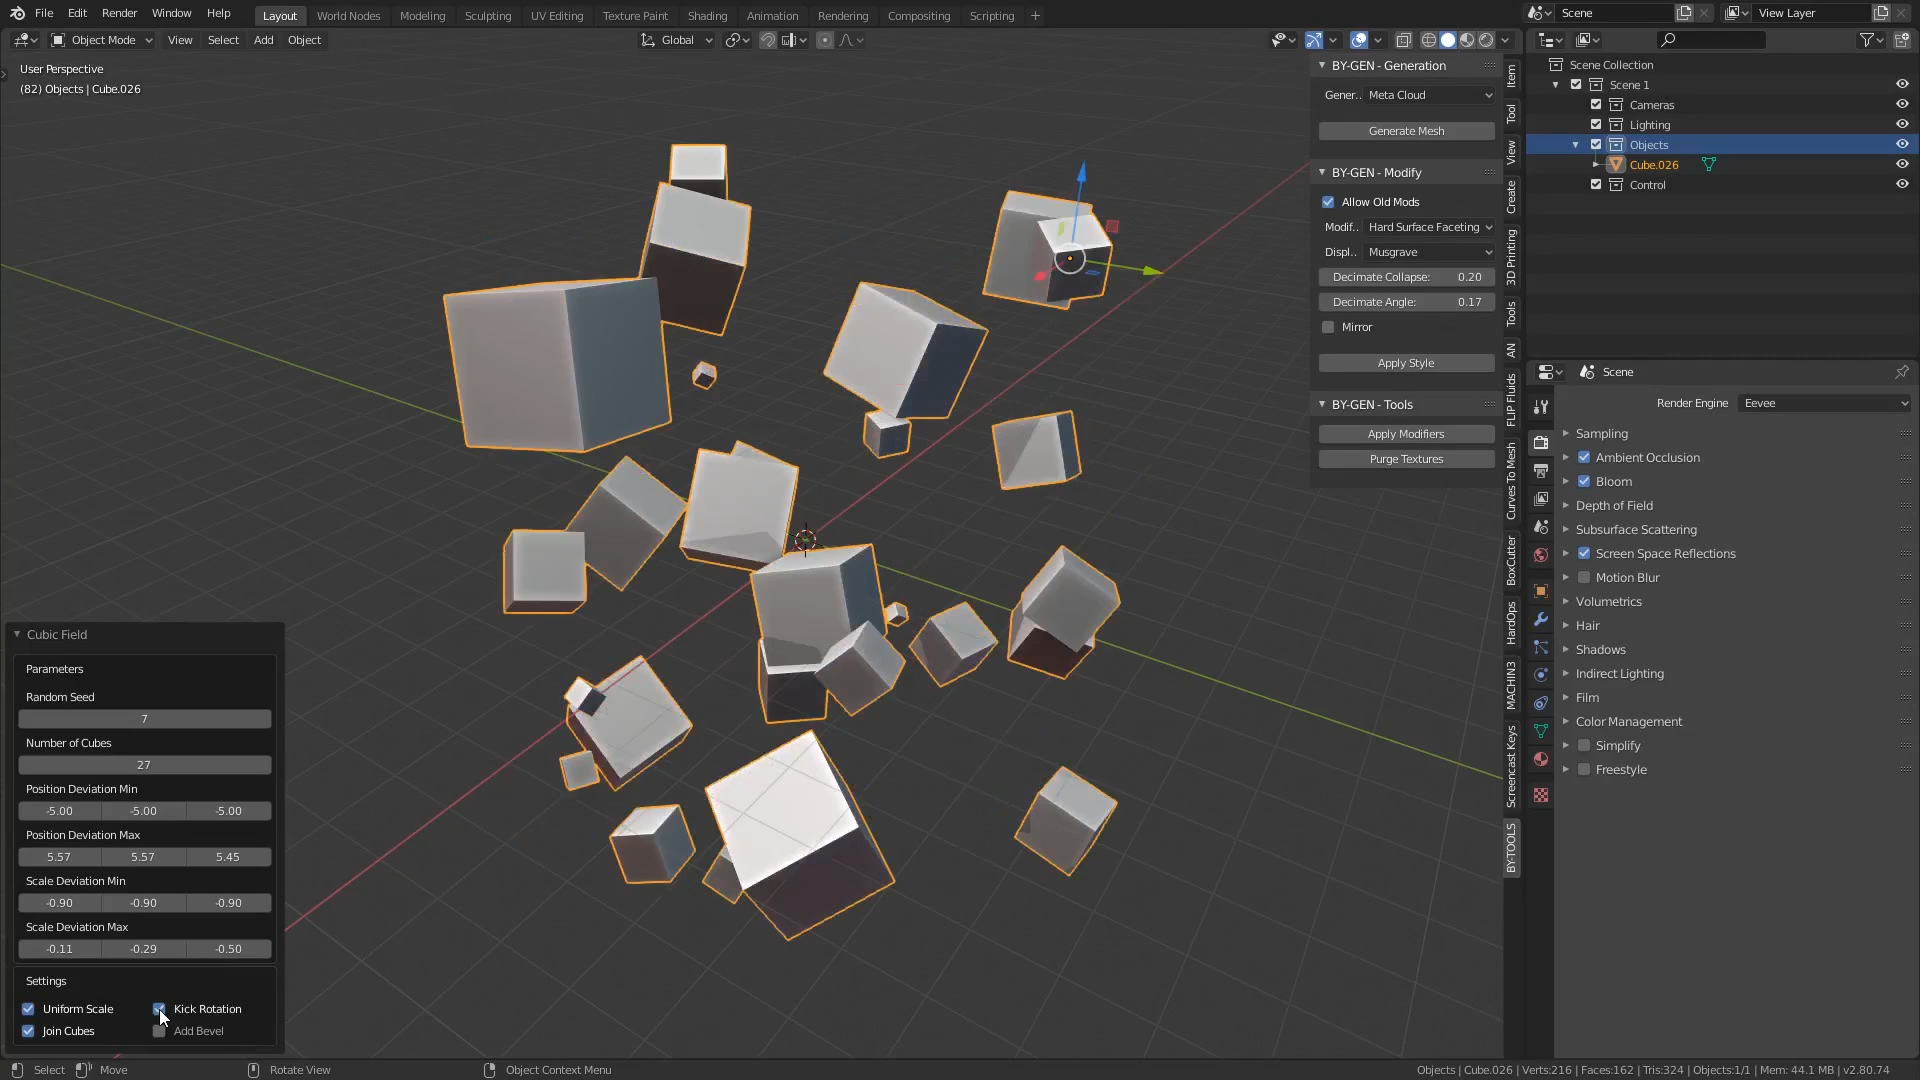 File Edit Render Window Help Layout World Nodes Modeling Sculpting UV Editing Texture Paint Shading Animation Rendering Compositing Scripting + Scene View Layer
Object Mode View Select Add Object Global
User Perspective
(82) Objects | Cube.026
BY-GEN - Generation
Gener.. Meta Cloud
Generate Mesh
BY-GEN - Modify
Allow Old Mods
Modif.. Hard Surface Faceting
Displ.. Musgrave
Decimate Collapse: 0.20
Decimate Angle: 0.17
Mirror
Apply Style
BY-GEN - Tools
Apply Modifiers
Purge Textures
Item
Tool
View
Create
3D Printing
Tools
AN
FLIP Fluids
Curves To Mesh
BoxCutter
HardOps
MACHIN3
Screencast Keys
BY-TOOLS
Scene Collection
Scene 1
Cameras
Lighting
Objects
Cube.026
Control
Scene
Render Engine Eevee
Sampling
Ambient Occlusion
Bloom
Depth of Field
Subsurface Scattering
Screen Space Reflections
Motion Blur
Volumetrics
Hair
Shadows
Indirect Lighting
Film
Color Management
Simplify
Freestyle
Cubic Field
Parameters
Random Seed
7
Number of Cubes
27
Position Deviation Min
-5.00 -5.00 -5.00
Position Deviation Max
5.57 5.57 5.45
Scale Deviation Min
-0.90 -0.90 -0.90
Scale Deviation Max
-0.11 -0.29 -0.50
Settings
Uniform Scale Kick Rotation
Join Cubes Add Bevel
Select Move Rotate View Object Context Menu Objects | Cube.026 | Verts:216 | Faces:162 | Tris:324 | Objects:1/1 | Mem: 44.1 MB | v2.80.74